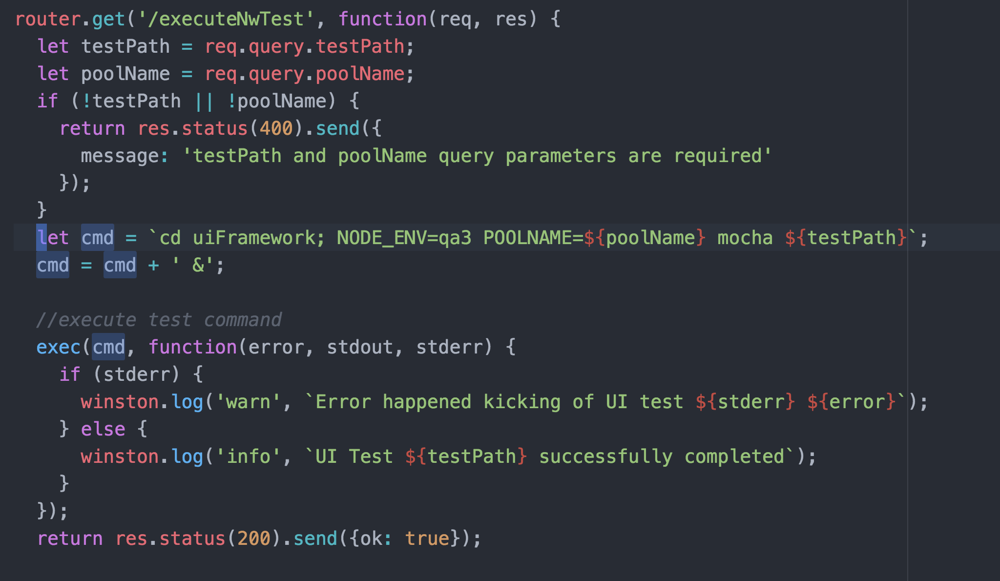 router.get('/executeNwTest', function(req, res) {
  let testPath = req.query.testPath;
  let poolName = req.query.poolName;
  if (!testPath || !poolName) {
    return res.status(400).send({
      message: 'testPath and poolName query parameters are required'
    });
  }
  let cmd = `cd uiFramework; NODE_ENV=qa3 POOLNAME=${poolName} mocha ${testPath}`;
  cmd = cmd + ' &';

  //execute test command
  exec(cmd, function(error, stdout, stderr) {
    if (stderr) {
      winston.log('warn', `Error happened kicking of UI test ${stderr} ${error}`);
    } else {
      winston.log('info', `UI Test ${testPath} successfully completed`);
    }
  });
  return res.status(200).send({ok: true});